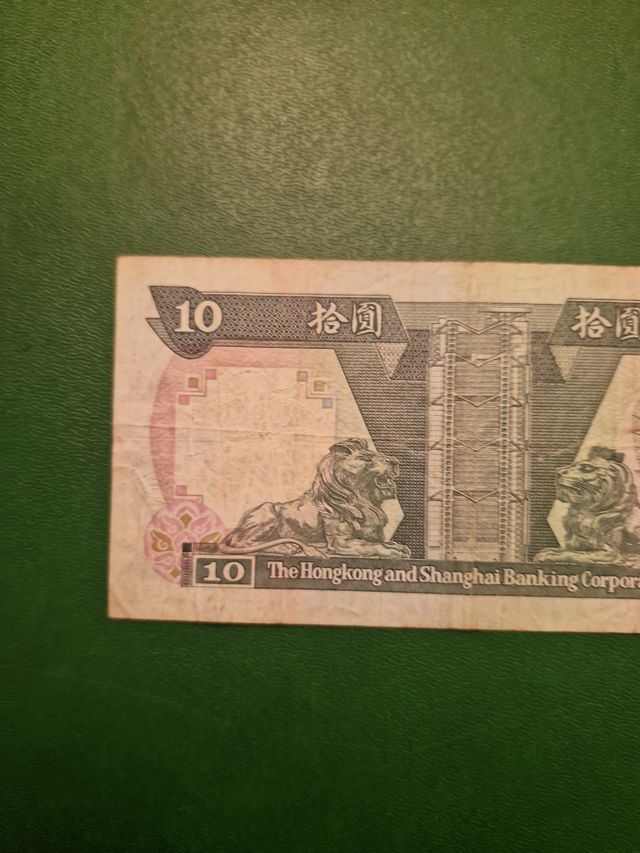 10 拾圓 拾圓
10 The Hongkong and Shanghai Banking Corpora